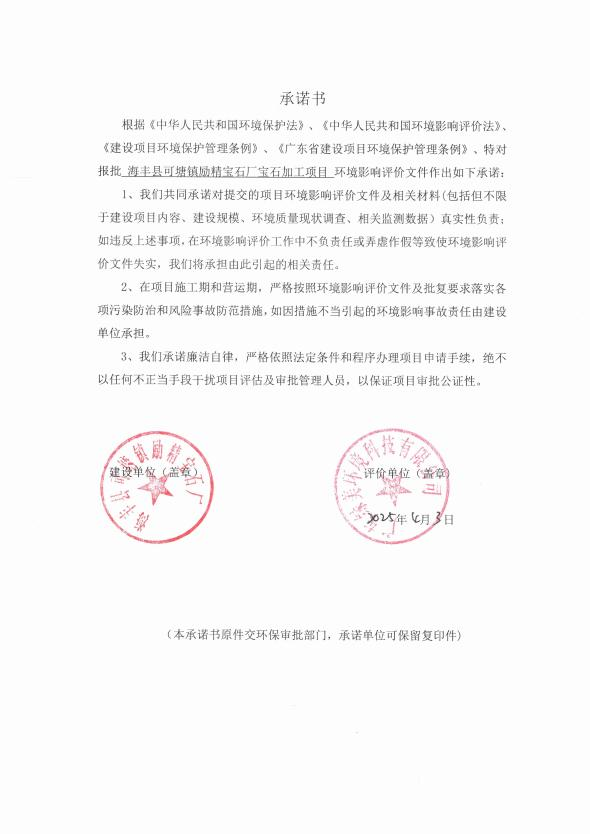 承诺书
根据《中华人民共和国环境保护法》、《中华人民共和国环境影响评价法》、
《建设项目环境保护管理条例》、《广东省建设项目环境保护管理条例》、特对
报批 海丰县可塘镇励精宝石厂宝石加工项目 环境影响评价文件作出如下承诺：
1、我们共同承诺对提交的项目环境影响评价文件及相关材料(包括但不限
于建设项目内容、建设规模、环境质量现状调查、相关监测数据）真实性负责；
如违反上述事项，在环境影响评价工作中不负责任或弄虚作假等致使环境影响评
价文件失实，我们将承担由此引起的相关责任。
2、在项目施工期和营运期，严格按照环境影响评价文件及批复要求落实各
项污染防治和风险事故防范措施，如因措施不当引起的环境影响事故责任由建设
单位承担。
3、我们承诺廉洁自律，严格依照法定条件和程序办理项目申请手续，绝不
以任何不正当手段干扰项目评估及审批管理人员，以保证项目审批公证性。
海丰县可塘镇励精宝石厂
建设单位（盖章）
环境科技有限公司
评价单位（盖章）
2025年4月3日
（本承诺书原件交环保审批部门，承诺单位可保留复印件）